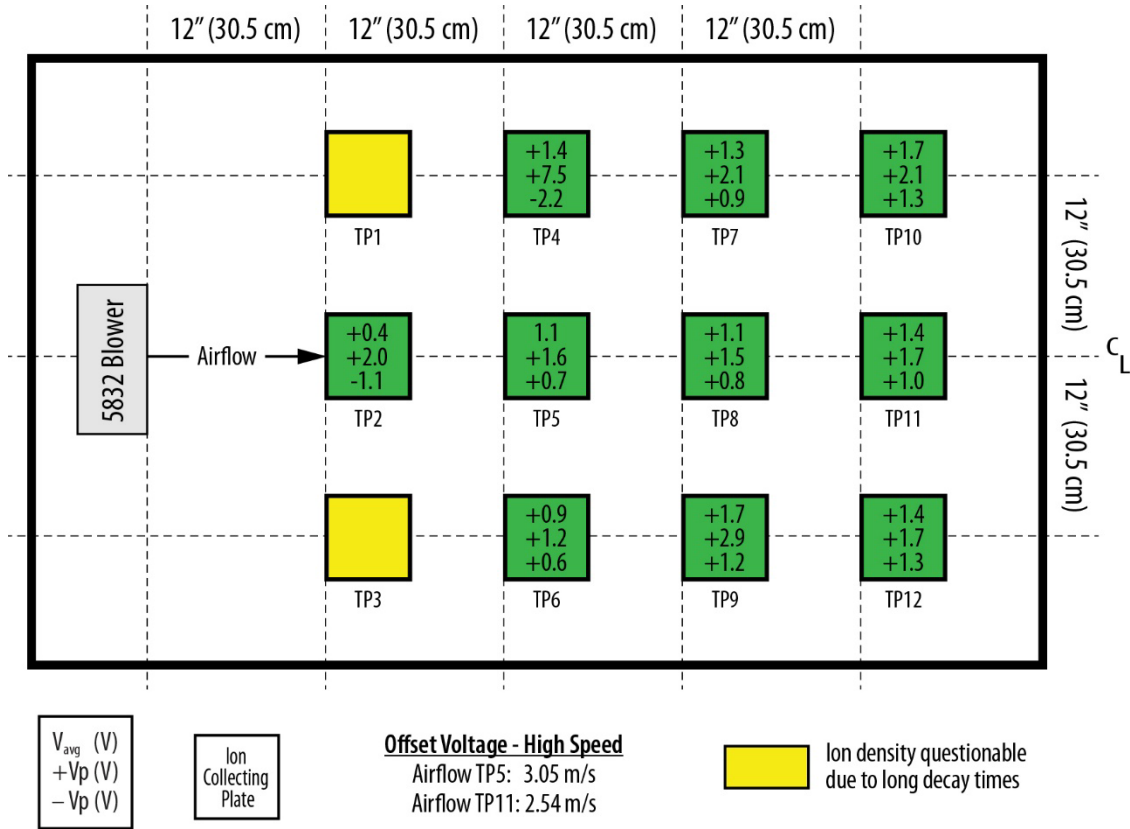 12” (30.5 cm) 12” (30.5 cm) 12” (30.5 cm) 12” (30.5 cm)
TP1
+1.4
+7.5
-2.2
TP4
+1.3
+2.1
+0.9
TP7
+1.7
+2.1
+1.3
TP10
12” (30.5 cm)
5832 Blower
Airflow
+0.4
+2.0
-1.1
TP2
1.1
+1.6
+0.7
TP5
+1.1
+1.5
+0.8
TP8
+1.4
+1.7
+1.0
TP11
CL
12” (30.5 cm)
TP3
+0.9
+1.2
+0.6
TP6
+1.7
+2.9
+1.2
TP9
+1.4
+1.7
+1.3
TP12
Vavg (V)
+Vp (V)
– Vp (V)
Ion
Collecting
Plate
Offset Voltage - High Speed
Airflow TP5: 3.05 m/s
Airflow TP11: 2.54 m/s
Ion density questionable
due to long decay times